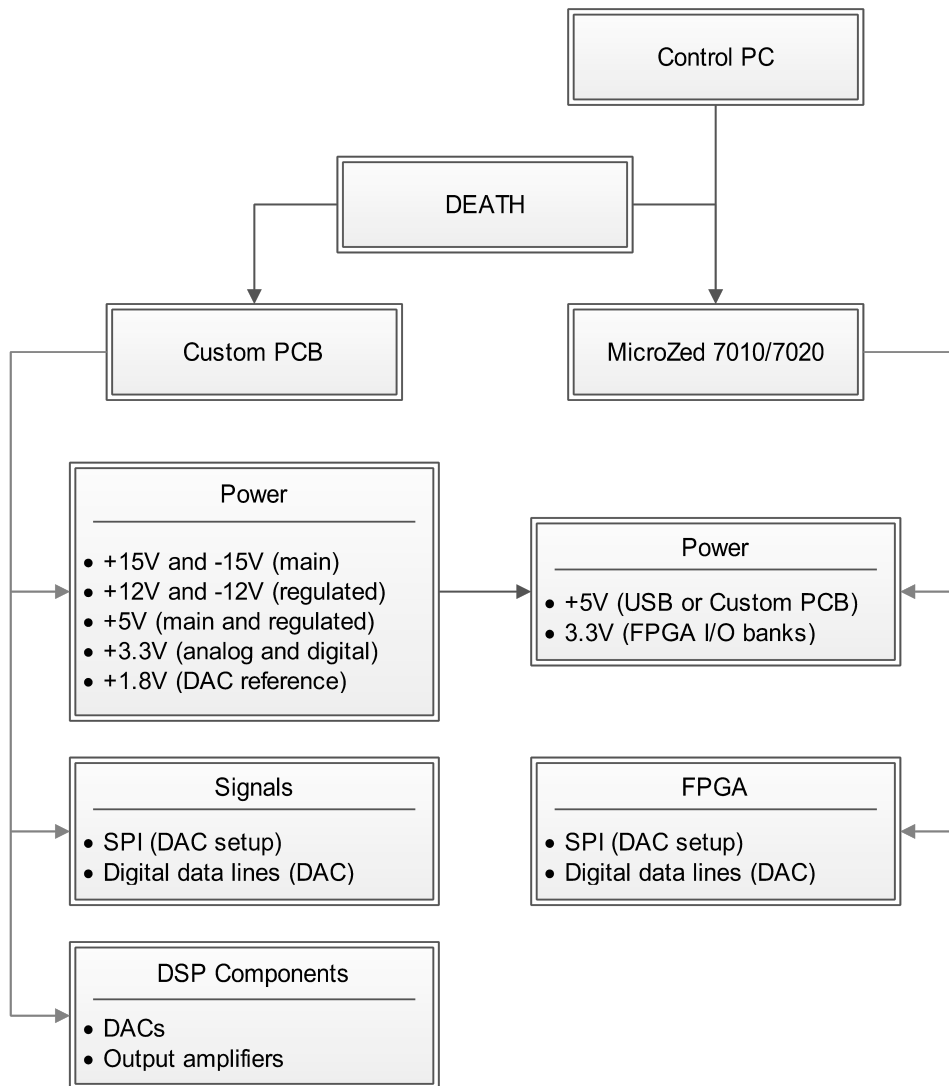 Control PC
DEATH
Custom PCB
MicroZed 7010/7020
Power
• +15V and -15V (main)
• +12V and -12V (regulated)
• +5V (main and regulated)
• +3.3V (analog and digital)
• +1.8V (DAC reference)
Power
• +5V (USB or Custom PCB)
• 3.3V (FPGA I/O banks)
Signals
• SPI (DAC setup)
• Digital data lines (DAC)
FPGA
• SPI (DAC setup)
• Digital data lines (DAC)
DSP Components
• DACs
• Output amplifiers